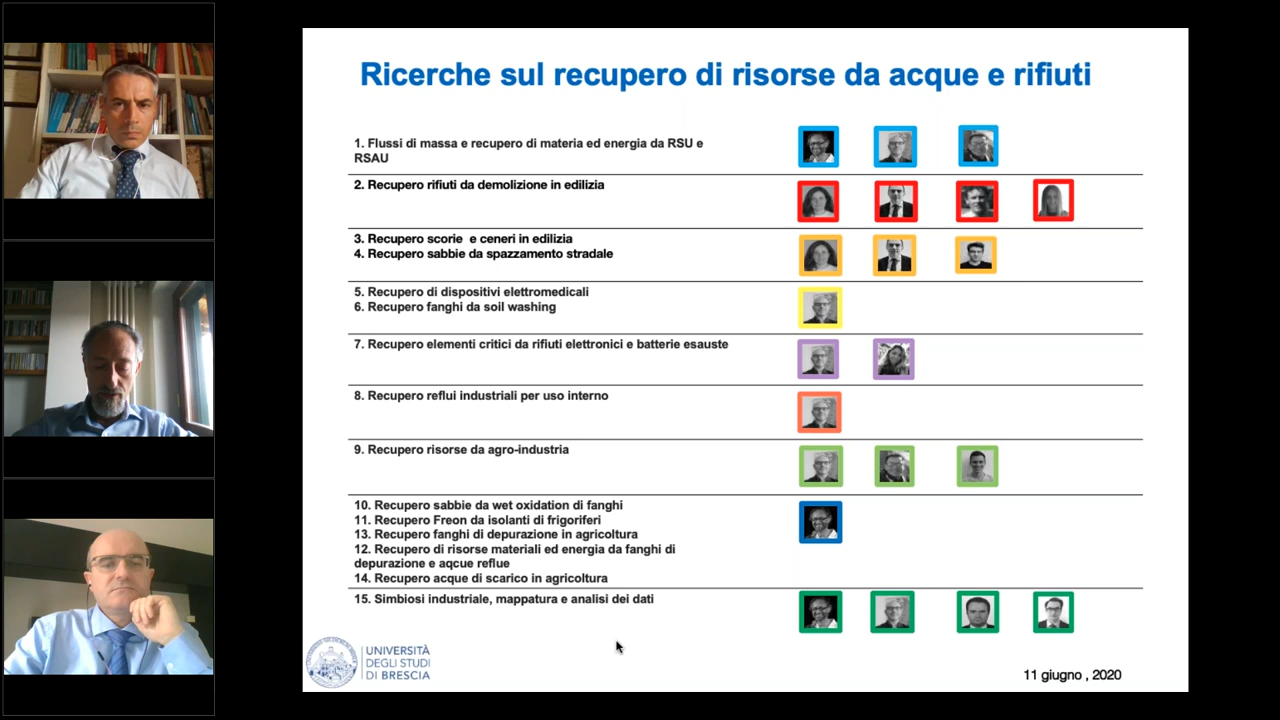 Ricerche sul recupero di risorse da acque e rifiuti
1. Flussi di massa e recupero di materia ed energia da RSU e
RSAU
2. Recupero rifiuti da demolizione in edilizia
3. Recupero scorie e ceneri in edilizia
4. Recupero sabbie da spazzamento stradale
5. Recupero di dispositivi elettromedicali
6. Recupero fanghi da soil washing
7. Recupero elementi critici da rifiuti elettronici e batterie esauste
8. Recupero reflui industriali per uso interno
9. Recupero risorse da agro-industria
10. Recupero sabbie da wet oxidation di fanghi
11. Recupero Freon da isolanti di frigoriferi
13. Recupero fanghi di depurazione in agricoltura
12. Recupero di risorse materiali ed energia da fanghi di
depurazione e aqcue reflue
14. Recupero acque di scarico in agricoltura
15. Simbiosi industriale, mappatura e analisi dei dati
UNIVERSITÀ
DEGLI STUDI
DI BRESCIA
11 giugno , 2020